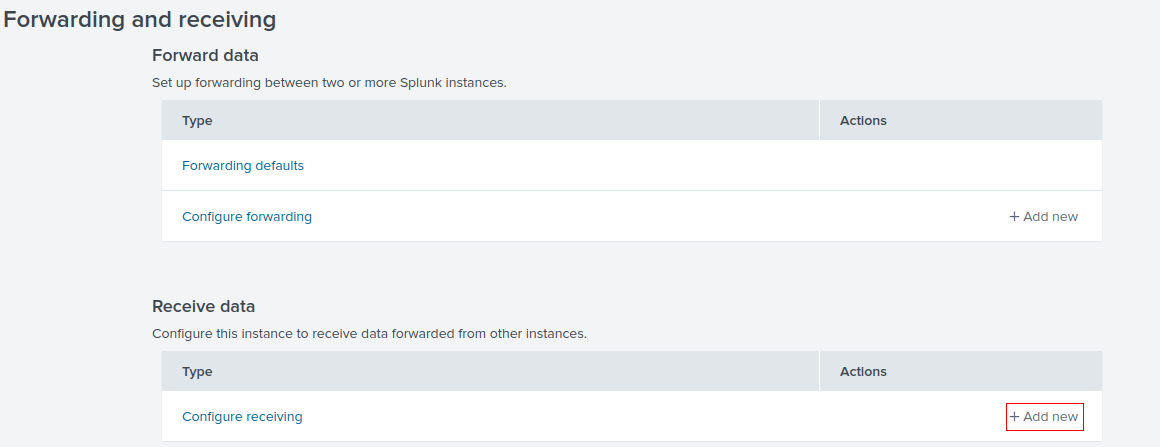 Forwarding and receiving
Forward data
Set up forwarding between two or more Splunk instances.
Type Actions
Forwarding defaults
Configure forwarding + Add new
Receive data
Configure this instance to receive data forwarded from other instances.
Type Actions
Configure receiving + Add new